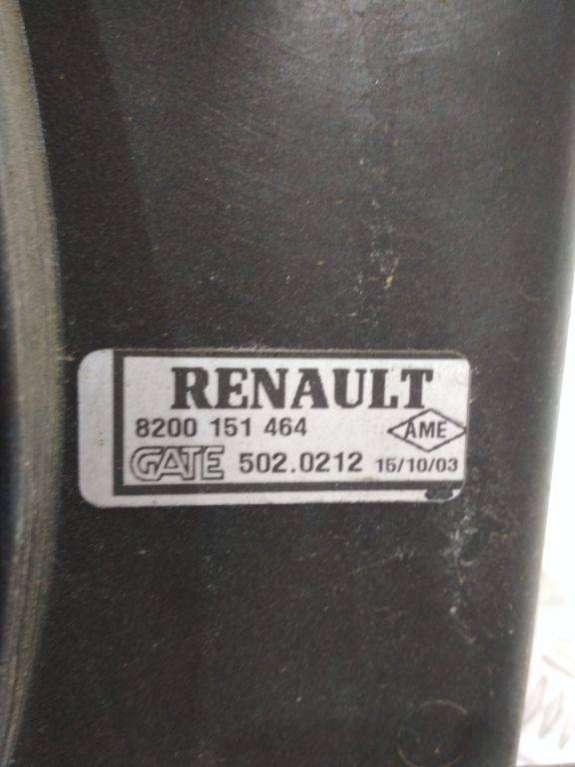 RENAULT
8200 151 464 AME
GATE 502.0212 15/10/03